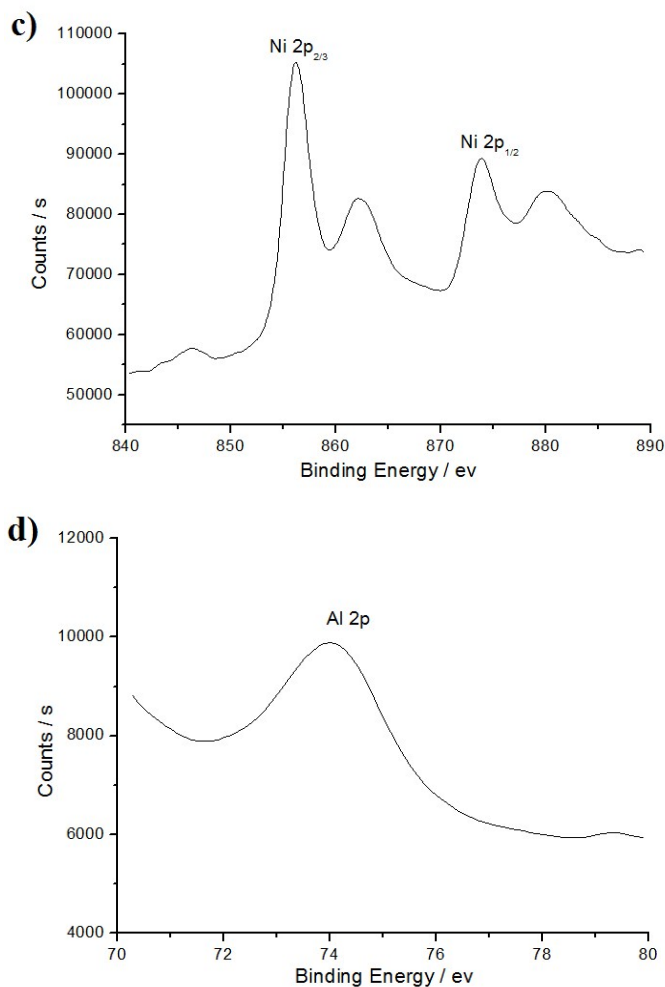 c)
110000
Ni 2p2/3
100000
90000
Ni 2p1/2
80000
Counts / s
70000
60000
50000
840 850 860 870 880 890
Binding Energy / ev
d)
12000
Al 2p
10000
8000
Counts / s
6000
4000
70 72 74 76 78 80
Binding Energy / ev